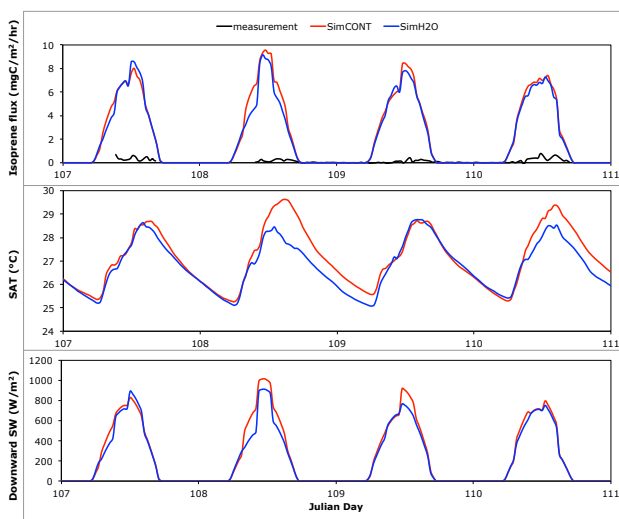 measurement SimCONT SimH2O
Isoprene flux (mgC/m²/hr)
10
8
6
4
2
0
107 108 109 110 111
SAT (°C)
30
29
28
27
26
25
24
107 108 109 110 111
Downward SW (W/m²)
1200
1000
800
600
400
200
0
107 108 109 110 111
Julian Day